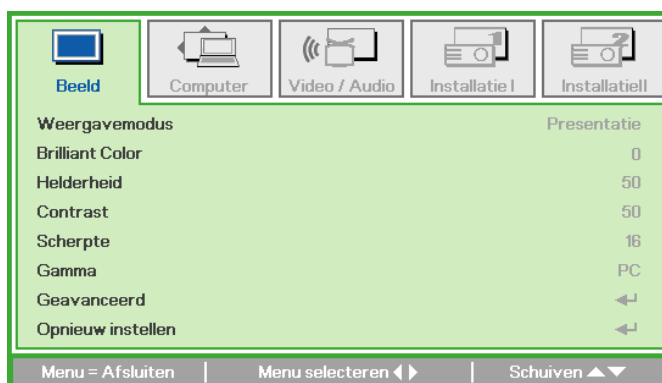 Beeld
Computer
Video / Audio
Installatie I
InstallatieII
Weergavemodus Presentatie
Brilliant Color 0
Helderheid 50
Contrast 50
Scherpte 16
Gamma PC
Geavanceerd
Opnieuw instellen
Menu = Afsluiten Menu selecteren Schuiven